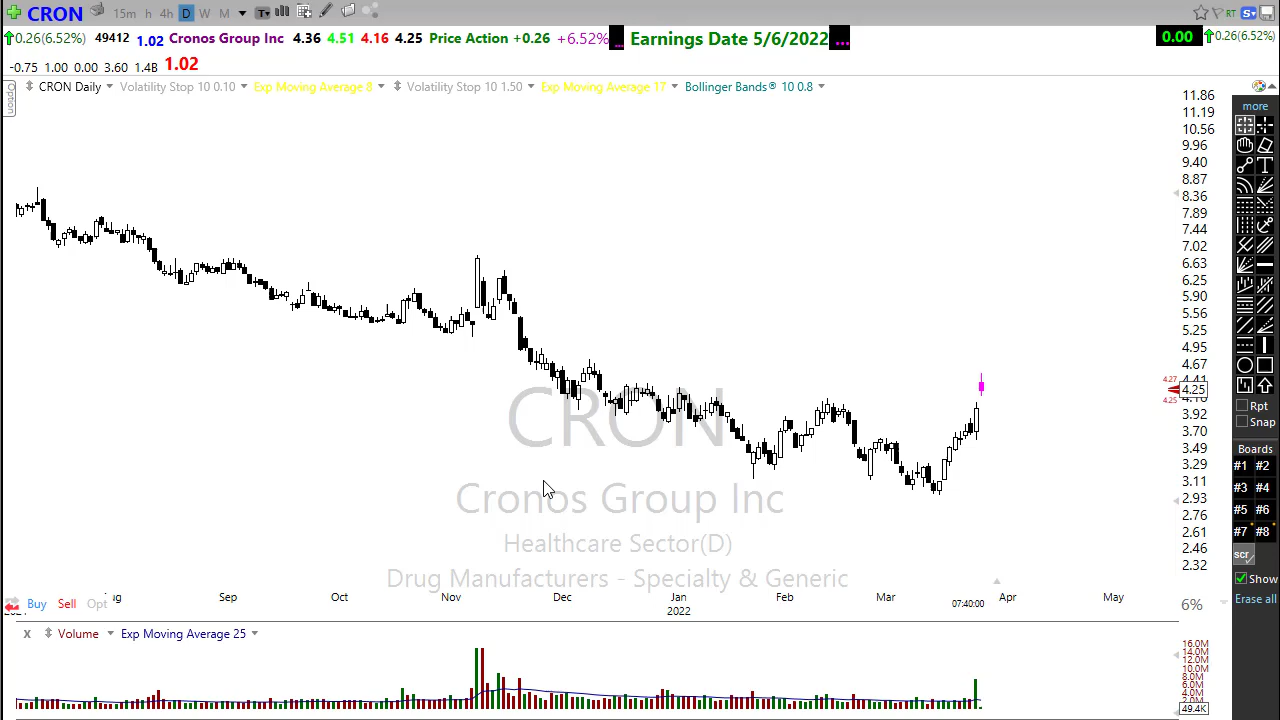 CRON 15m h 4h D W M T RT S
0.26(6.52%) 49412 1.02 Cronos Group Inc 4.36 4.51 4.16 4.25 Price Action +0.26 +6.52% ... Earnings Date 5/6/2022 ... 0.00 0.26(6.52%)
-0.75 1.00 0.00 3.60 1.4B 1.02
Option
CRON Daily Volatility Stop 10 0.10 Exp Moving Average 8 Volatility Stop 10 1.50 Exp Moving Average 17 Bollinger Bands® 10 0.8
11.86
11.19
10.56
9.96
9.40
8.87
8.36
7.89
7.44
7.02
6.63
6.25
5.90
5.56
5.25
4.95
4.67
4.41
4.27
4.25
4.25
3.92
3.70
3.49
3.29
3.11
2.93
2.76
2.61
2.46
2.32
more
Rpt
Snap
Boards
#1 #2
#3 #4
#5 #6
#7 #8
scr
Show
Erase all
CRON
Cronos Group Inc
Healthcare Sector(D)
Drug Manufacturers - Specialty & Generic
Sep Oct Nov Dec Jan Feb Mar 07:40:00 Apr May
2022
Buy Sell Opt
6%
X Volume Exp Moving Average 25
16.0M
14.0M
12.0M
10.0M
8.0M
6.0M
4.0M
2.0M
49.4K